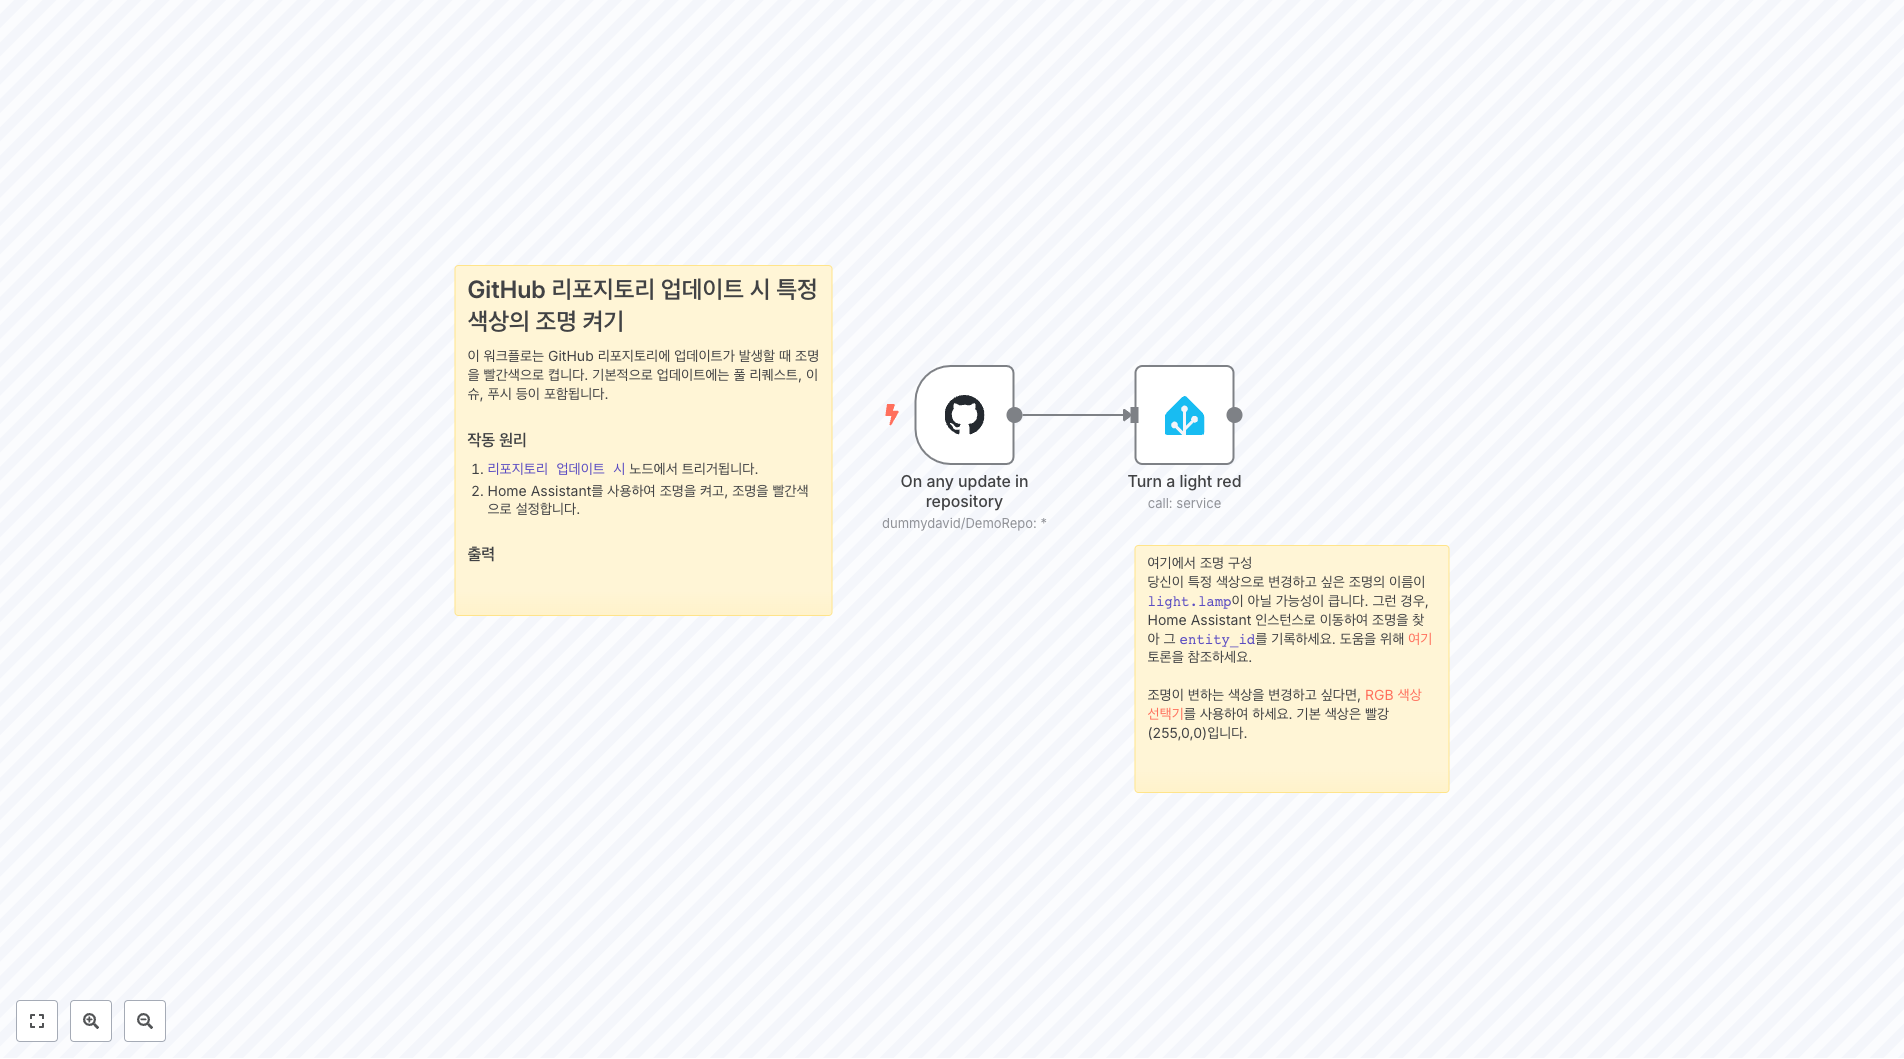 GitHub 리포지토리 업데이트 시 특정
색상의 조명 켜기
이 워크플로는 GitHub 리포지토리에 업데이트가 발생할 때 조명
을 빨간색으로 켭니다. 기본적으로 업데이트에는 풀 리퀘스트, 이
슈, 푸시 등이 포함됩니다.
작동 원리
1. 리포지토리 업데이트 시 노드에서 트리거됩니다.
2. Home Assistant를 사용하여 조명을 켜고, 조명을 빨간색
으로 설정합니다.
출력
On any update in
repository
dummydavid/DemoRepo: *
Turn a light red
call: service
여기에서 조명 구성
당신이 특정 색상으로 변경하고 싶은 조명의 이름이
light.lamp이 아닐 가능성이 큽니다. 그런 경우,
Home Assistant 인스턴스로 이동하여 조명을 찾
아 그 entity_id를 기록하세요. 도움을 위해 여기
토론을 참조하세요.
조명이 변하는 색상을 변경하고 싶다면, RGB 색상
선택기를 사용하여 하세요. 기본 색상은 빨강
(255,0,0)입니다.